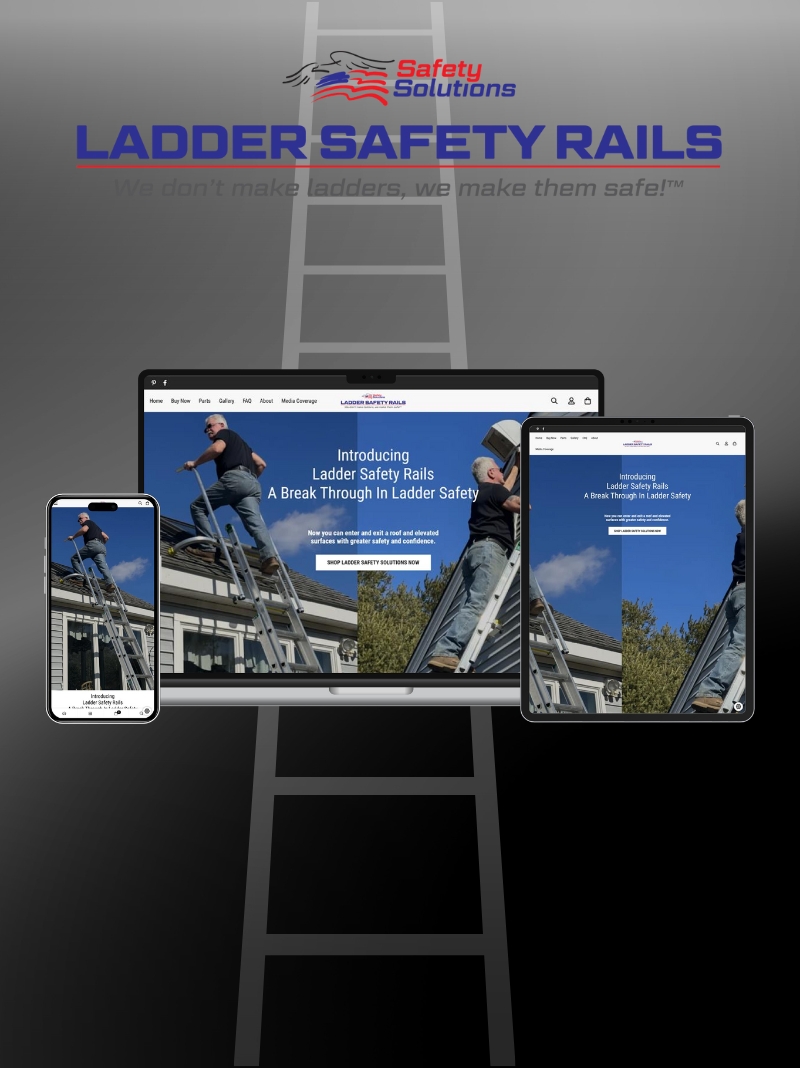 Safety
Solutions
LADDER SAFETY RAILS
We don't make ladders, we make them safe!™
Home Buy Now Parts Gallery FAQ About Media Coverage
LADDER SAFETY RAILS
Introducing
Ladder Safety Rails
A Break Through In Ladder Safety
Now you can enter and exit a roof and elevated
surfaces with greater safety and confidence.
SHOP LADDER SAFETY SOLUTIONS NOW
Home Buy Now Parts Gallery FAQ About
Media Coverage
LADDER SAFETY RAILS
Introducing
Ladder Safety Rails
A Break Through In Ladder Safety
Now you can enter and exit a roof and elevated
surfaces with greater safety and confidence.
SHOP LADDER SAFETY SOLUTIONS NOW
Introducing
Ladder Safety Rails